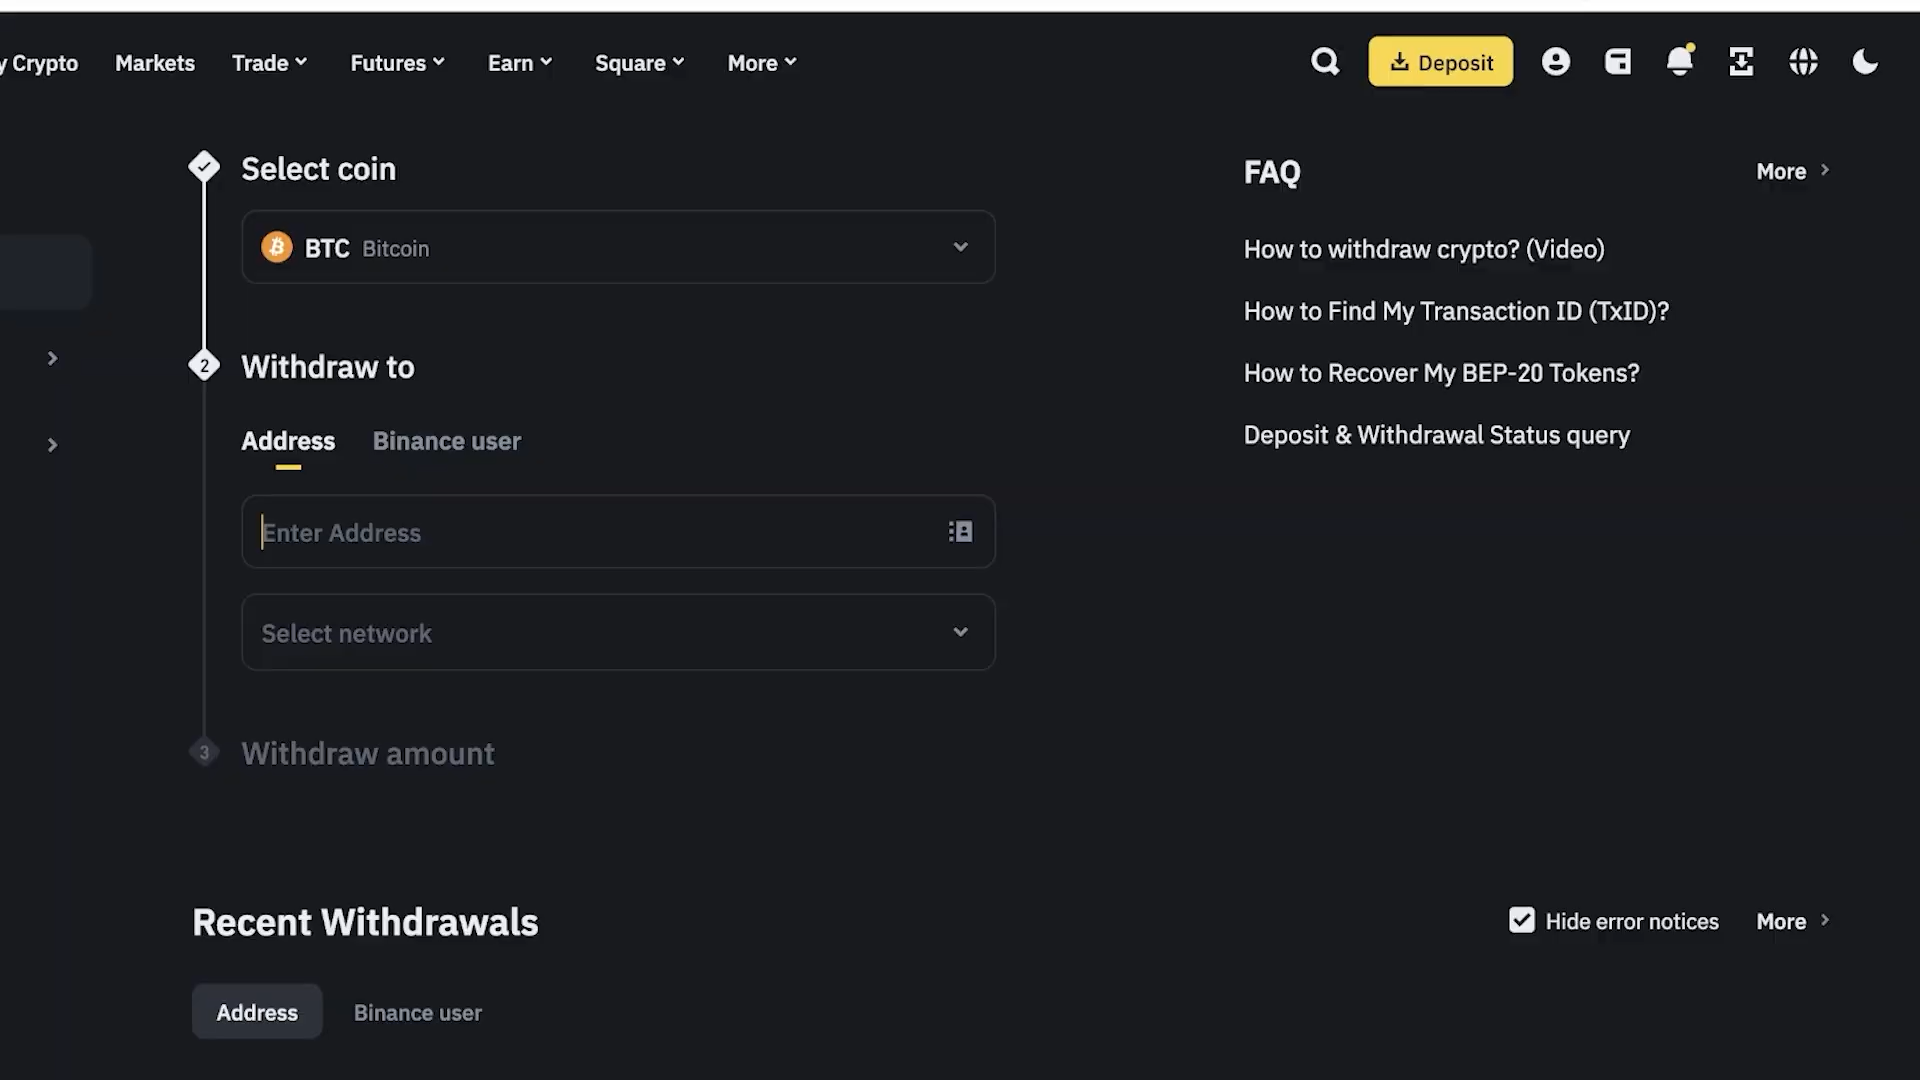 y Crypto Markets Trade Futures Earn Square More Deposit
Select coin
BTC Bitcoin
2 Withdraw to
Address Binance user
Enter Address
Select network
3 Withdraw amount
FAQ More
How to withdraw crypto? (Video)
How to Find My Transaction ID (TxID)?
How to Recover My BEP-20 Tokens?
Deposit & Withdrawal Status query
Recent Withdrawals Hide error notices More
Address Binance user